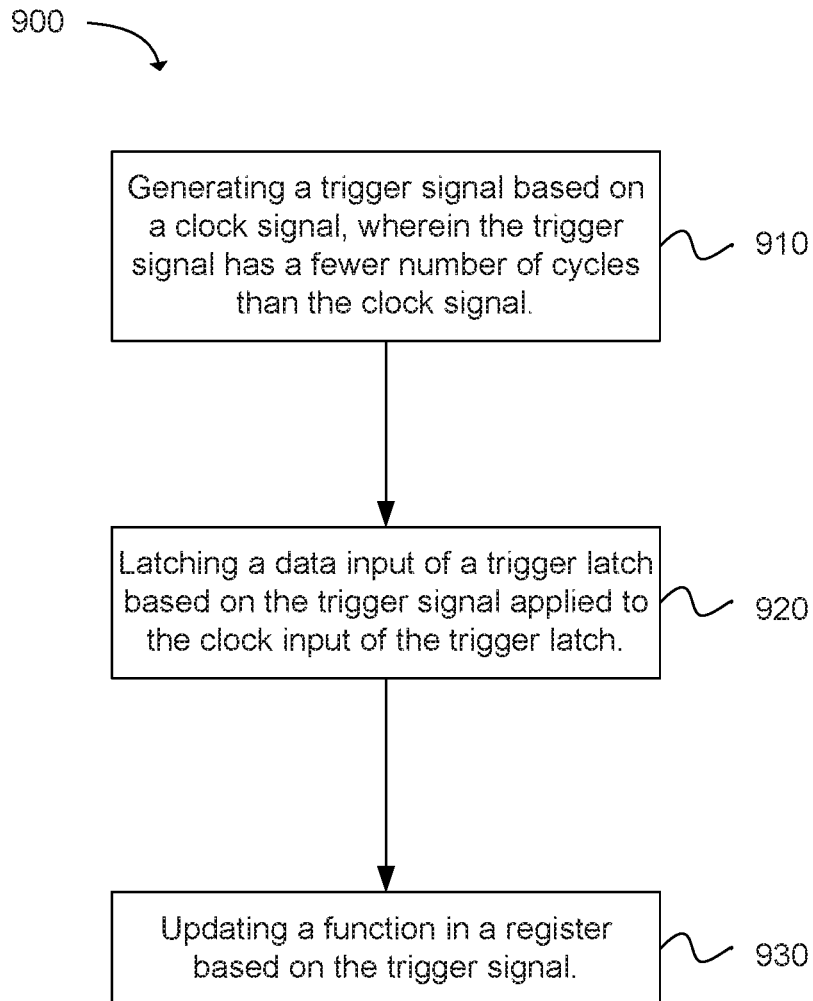 900
Generating a trigger signal based on
a clock signal, wherein the trigger
signal has a fewer number of cycles
than the clock signal.
910
Latching a data input of a trigger latch
based on the trigger signal applied to
the clock input of the trigger latch.
920
Updating a function in a register
based on the trigger signal.
930